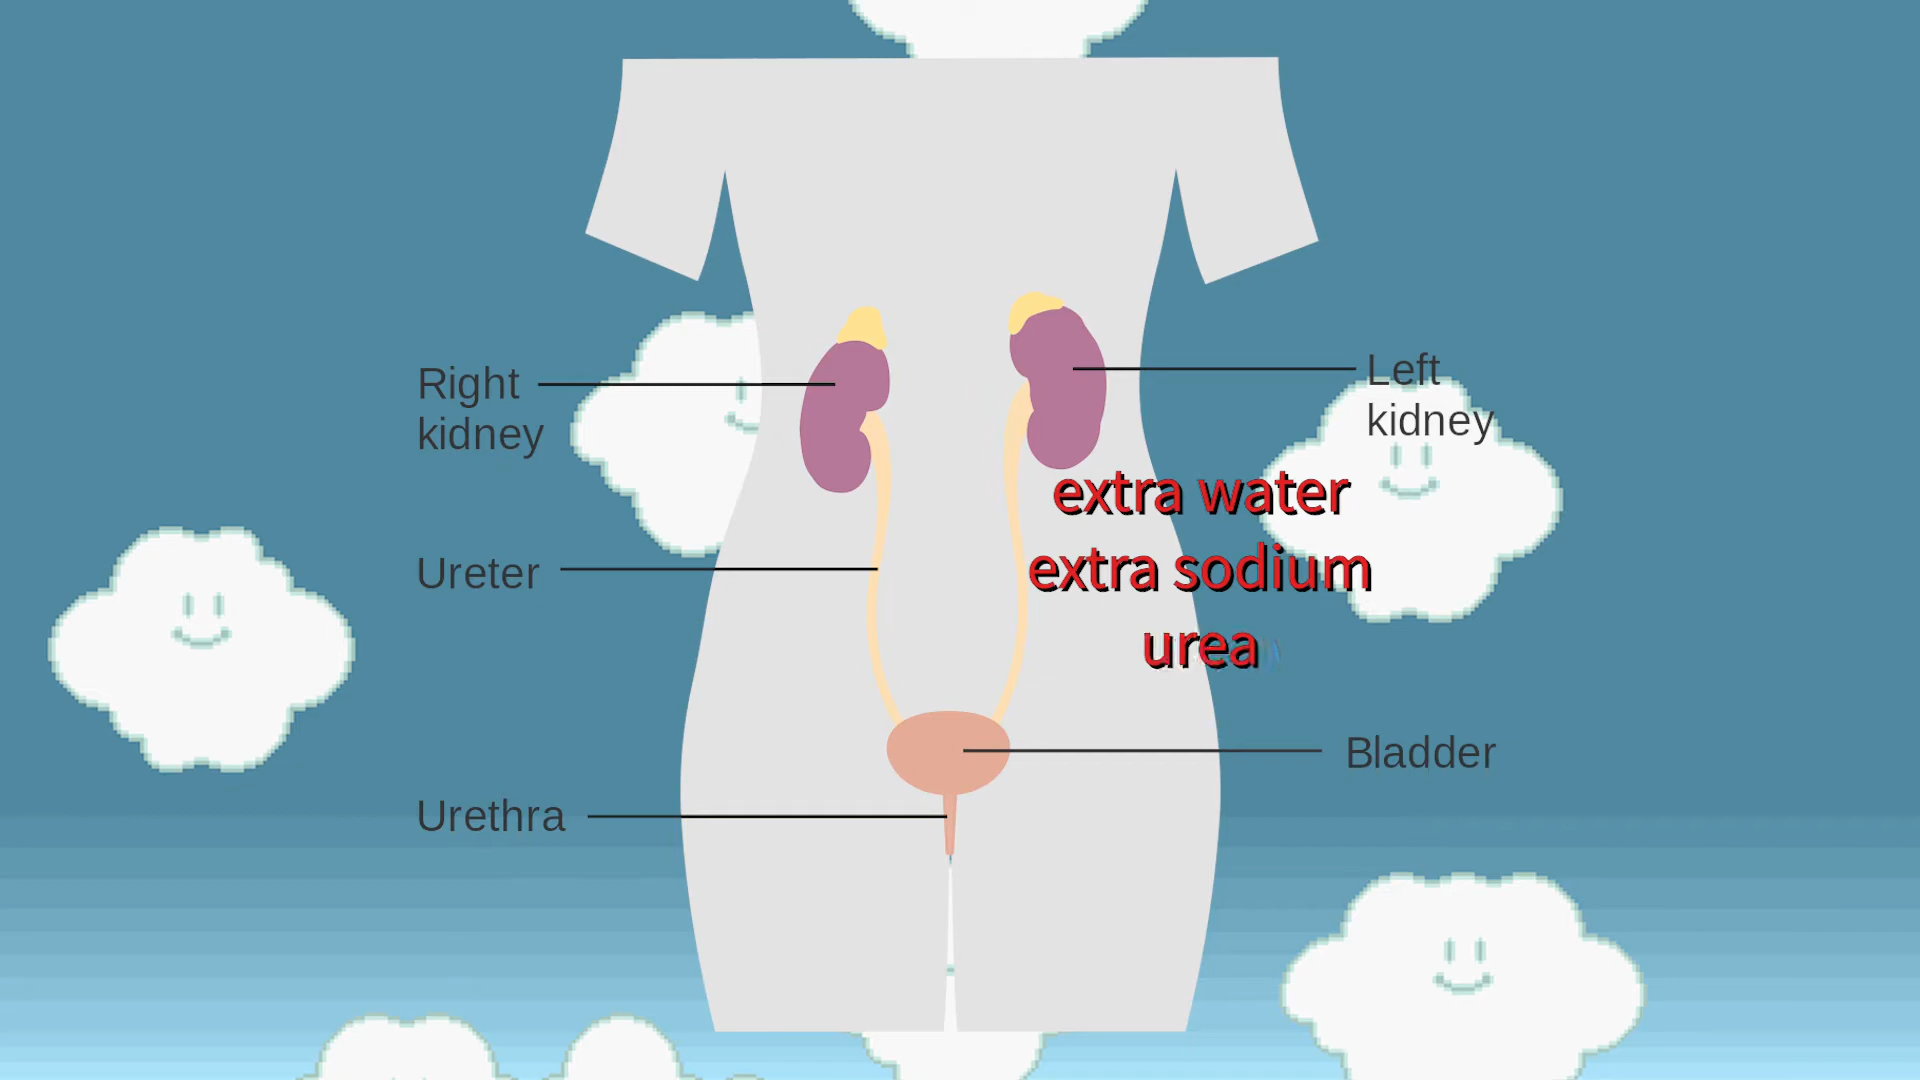 Right
kidney
Left
kidney
extra water
extra sodium
urea
Ureter
Bladder
Urethra